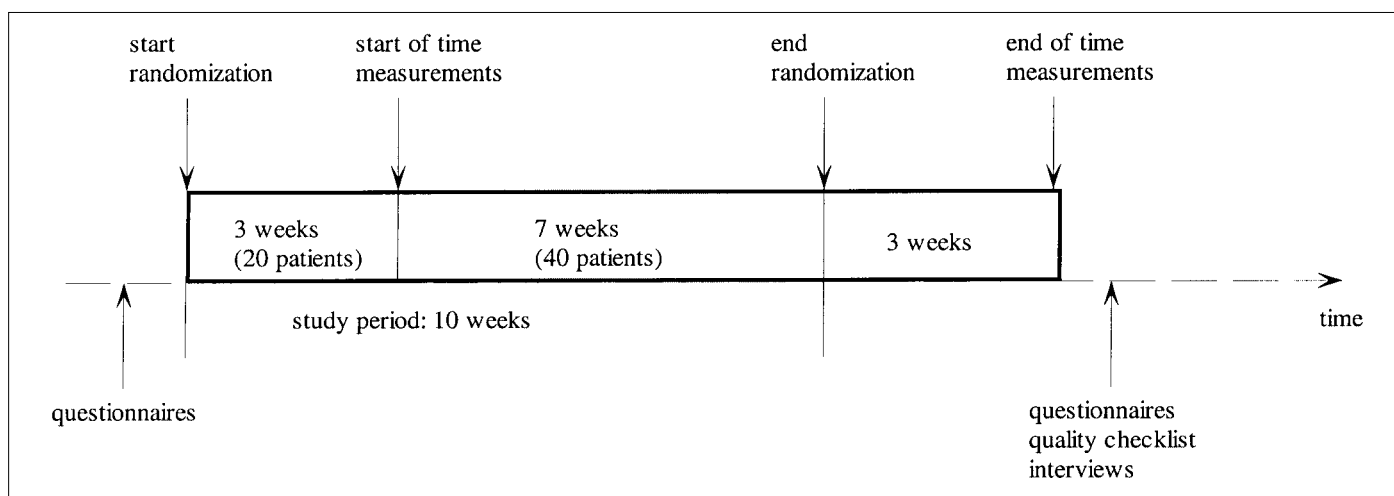 start
randomization
start of time
measurements
end
randomization
end of time
measurements
3 weeks
(20 patients)
7 weeks
(40 patients)
3 weeks
study period: 10 weeks
time
questionnaires
questionnaires
quality checklist
interviews